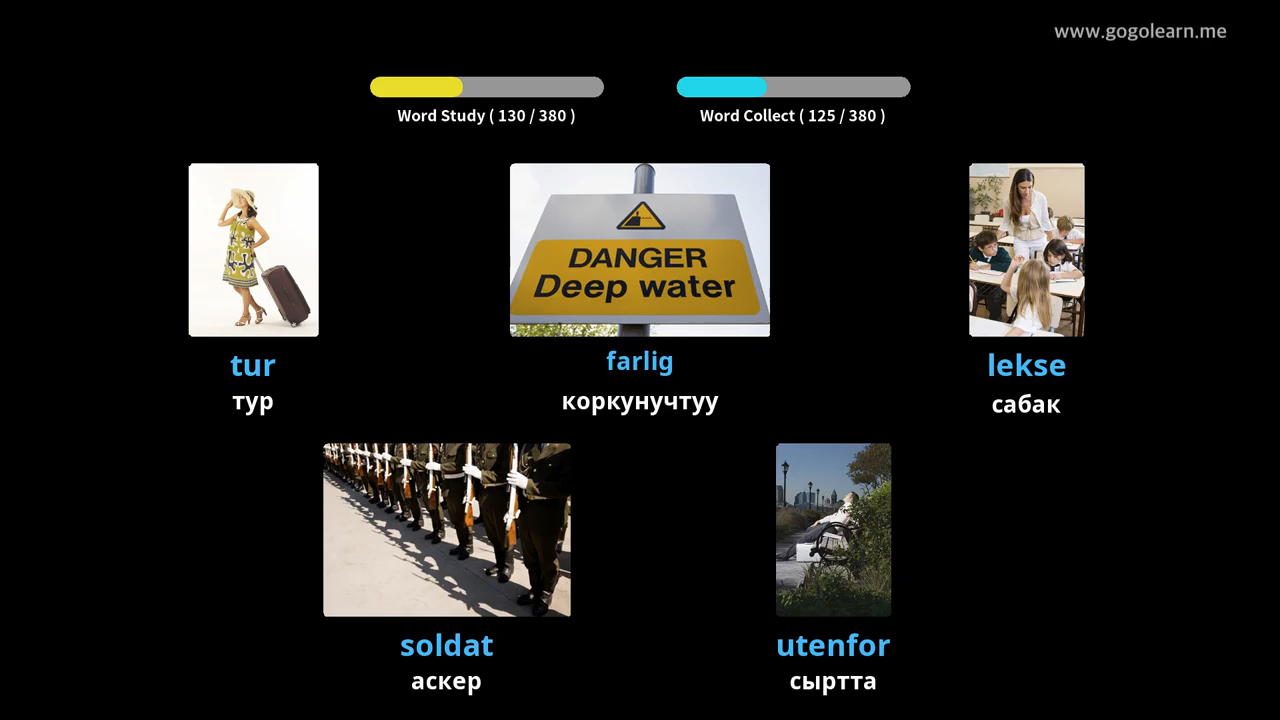 www.gogolearn.me
Word Study ( 130 / 380 )
Word Collect ( 125 / 380 )
DANGER
Deep water
tur
тур
farlig
коркунучтуу
lekse
сабак
soldat
аскер
utenfor
сыртта